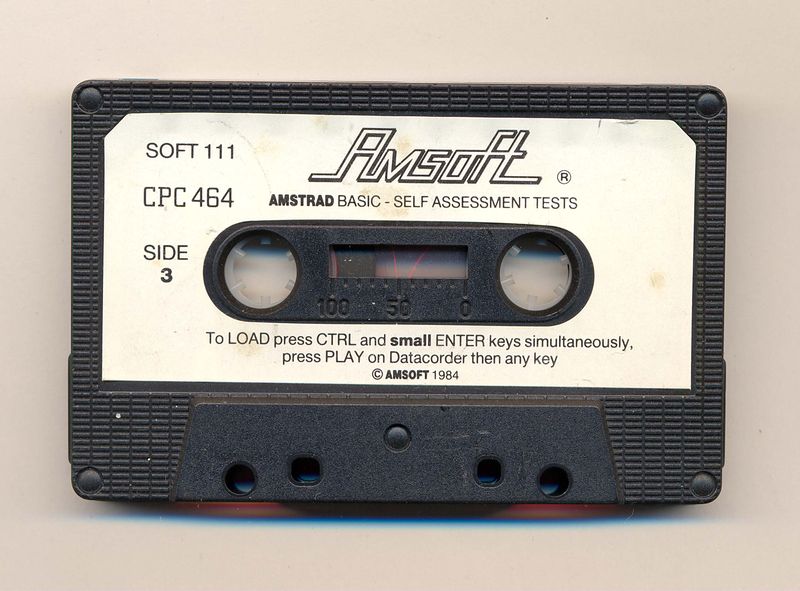 SOFT 111
Amsoft ®
CPC 464
AMSTRAD BASIC - SELF ASSESSMENT TESTS
SIDE
3
100 50 0
To LOAD press CTRL and small ENTER keys simultaneously,
press PLAY on Datacorder then any key
© AMSOFT 1984